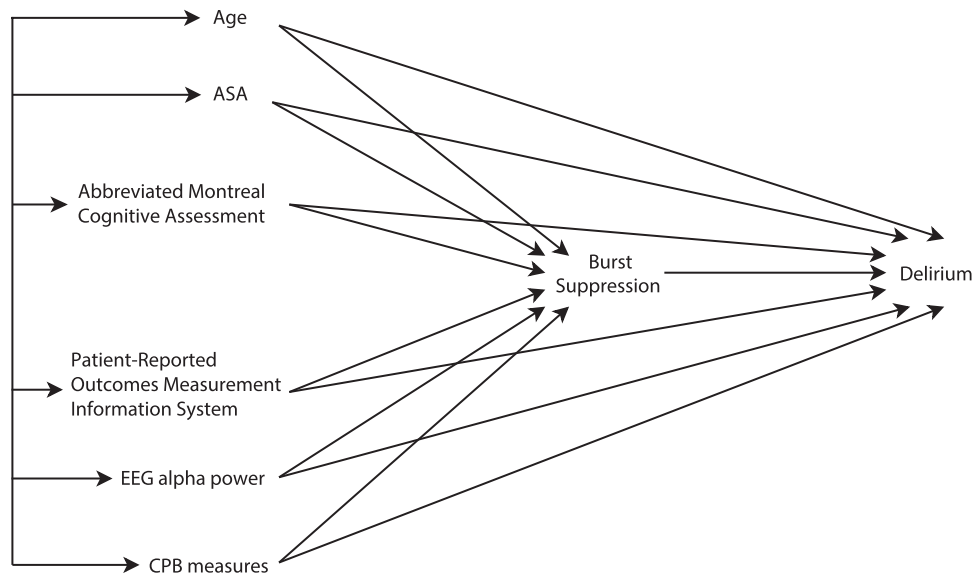 Age
ASA
Abbreviated Montreal
Cognitive Assessment
Burst
Suppression
Delirium
Patient-Reported
Outcomes Measurement
Information System
EEG alpha power
CPB measures